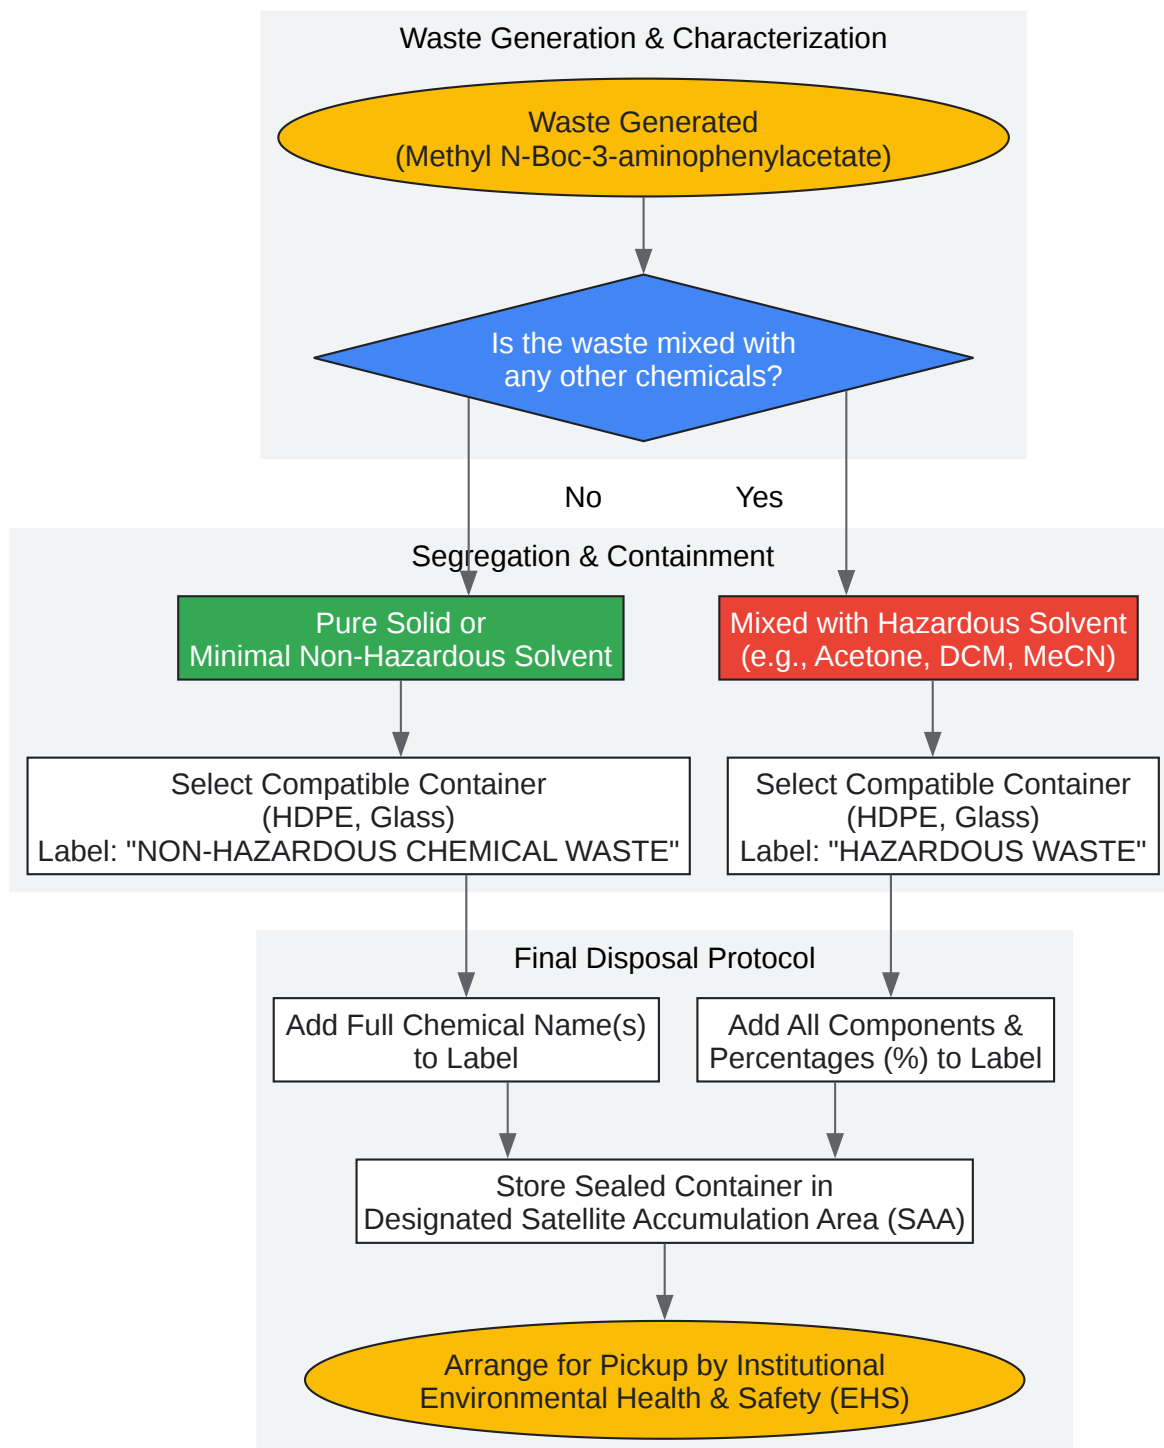 Waste Generation & Characterization
Waste Generated
(Methyl N-Boc-3-aminophenylacetate)
Is the waste mixed with
any other chemicals?
No
Yes
Segregation & Containment
Pure Solid or
Minimal Non-Hazardous Solvent
Mixed with Hazardous Solvent
(e.g., Acetone, DCM, MeCN)
Select Compatible Container
(HDPE, Glass)
Label: "NON-HAZARDOUS CHEMICAL WASTE"
Select Compatible Container
(HDPE, Glass)
Label: "HAZARDOUS WASTE"
Final Disposal Protocol
Add Full Chemical Name(s)
to Label
Add All Components &
Percentages (%) to Label
Store Sealed Container in
Designated Satellite Accumulation Area (SAA)
Arrange for Pickup by Institutional
Environmental Health & Safety (EHS)